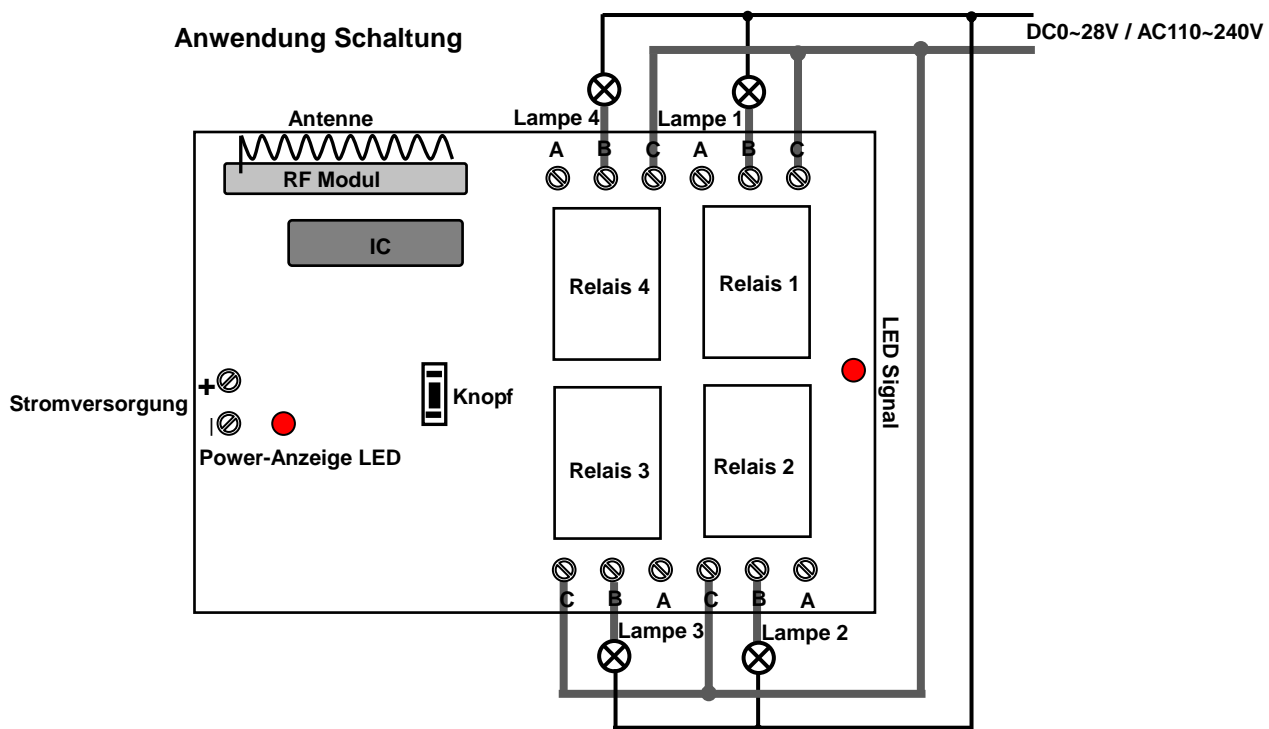 Anwendung Schaltung
DC0~28V / AC110~240V
Antenne
Lampe 4
Lampe 1
A B C A B C
RF Modul
IC
Relais 4
Relais 1
LED Signal
+
Stromversorgung
Knopf
|
Power-Anzeige LED
Relais 3
Relais 2
C B A C B A
Lampe 3
Lampe 2